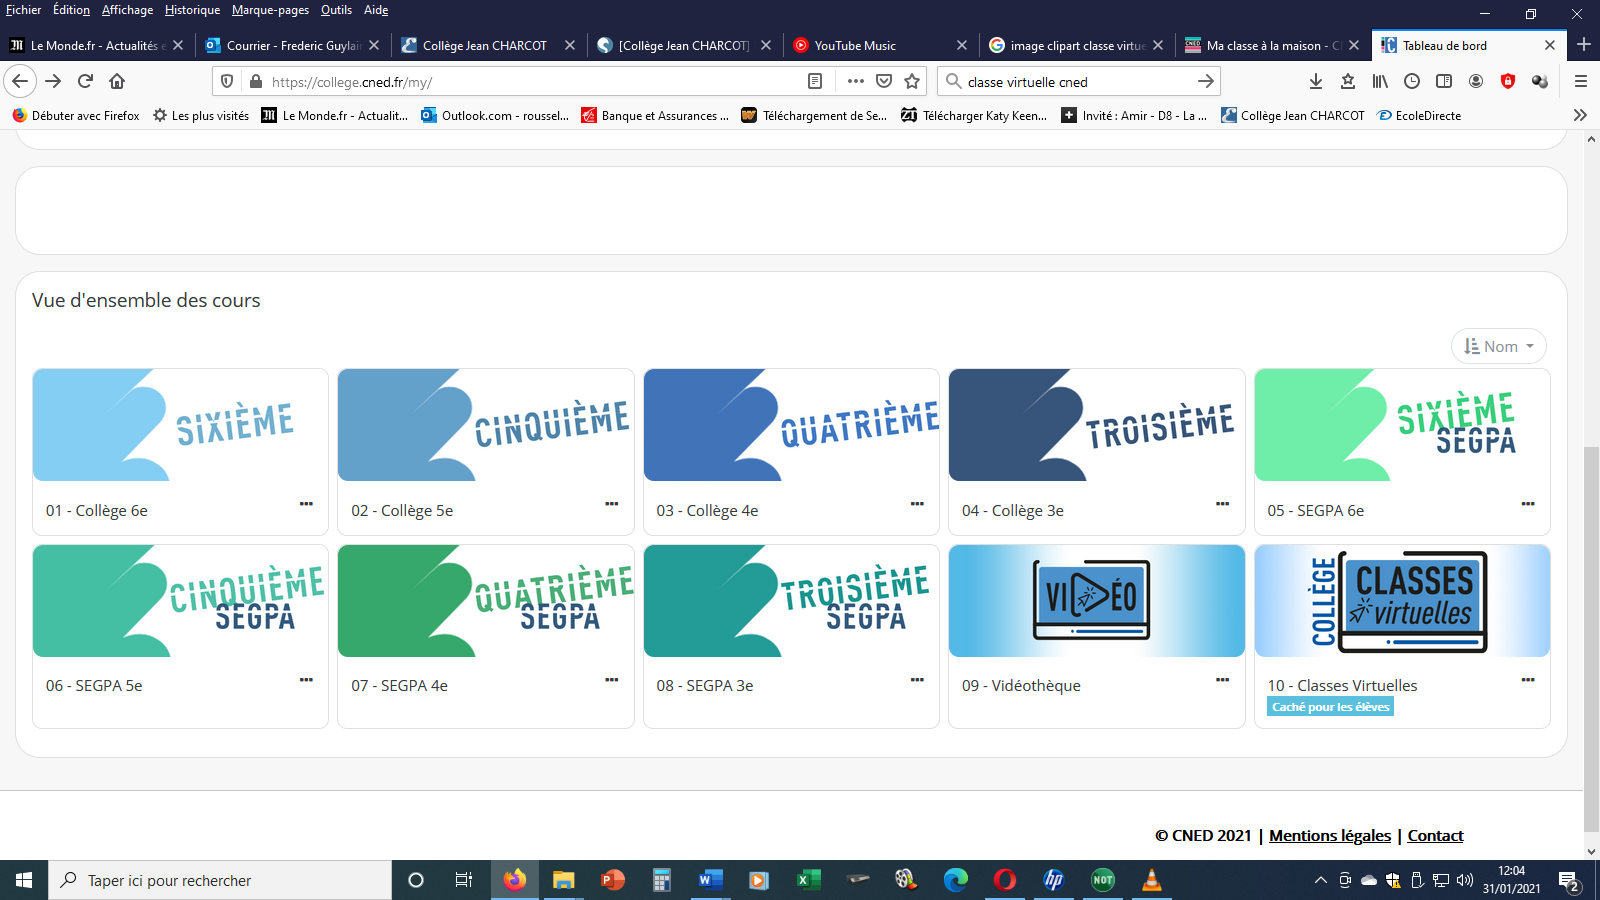 Fichier Édition Affichage Historique Marque-pages Outils Aide
Le Monde.fr - Actualités e
Courrier - Frederic Guylain
Collège Jean CHARCOT
[Collège Jean CHARCOT]
YouTube Music
image clipart classe virtue
Ma classe à la maison - C
Tableau de bord
https://college.cned.fr/my/
classe virtuelle cned
Débuter avec Firefox
Les plus visités
Le Monde.fr - Actualit...
Outlook.com - roussel...
Banque et Assurances ...
Téléchargement de Se...
Télécharger Katy Keen...
Invité : Amir - D8 - La ...
Collège Jean CHARCOT
EcoleDirecte
Vue d'ensemble des cours
Nom
SIXIÈME
CINQUIÈME
QUATRIÈME
TROISIÈME
SIXIÈME
SEGPA
01 - Collège 6e
02 - Collège 5e
03 - Collège 4e
04 - Collège 3e
05 - SEGPA 6e
CINQUIÈME
SEGPA
QUATRIÈME
SEGPA
TROISIÈME
SEGPA
VIDÉO
COLLÈGE
CLASSES
virtuelles
06 - SEGPA 5e
07 - SEGPA 4e
08 - SEGPA 3e
09 - Vidéothèque
10 - Classes Virtuelles
Caché pour les élèves
© CNED 2021 | Mentions légales | Contact
Taper ici pour rechercher
NOT
12:04
31/01/2021
2